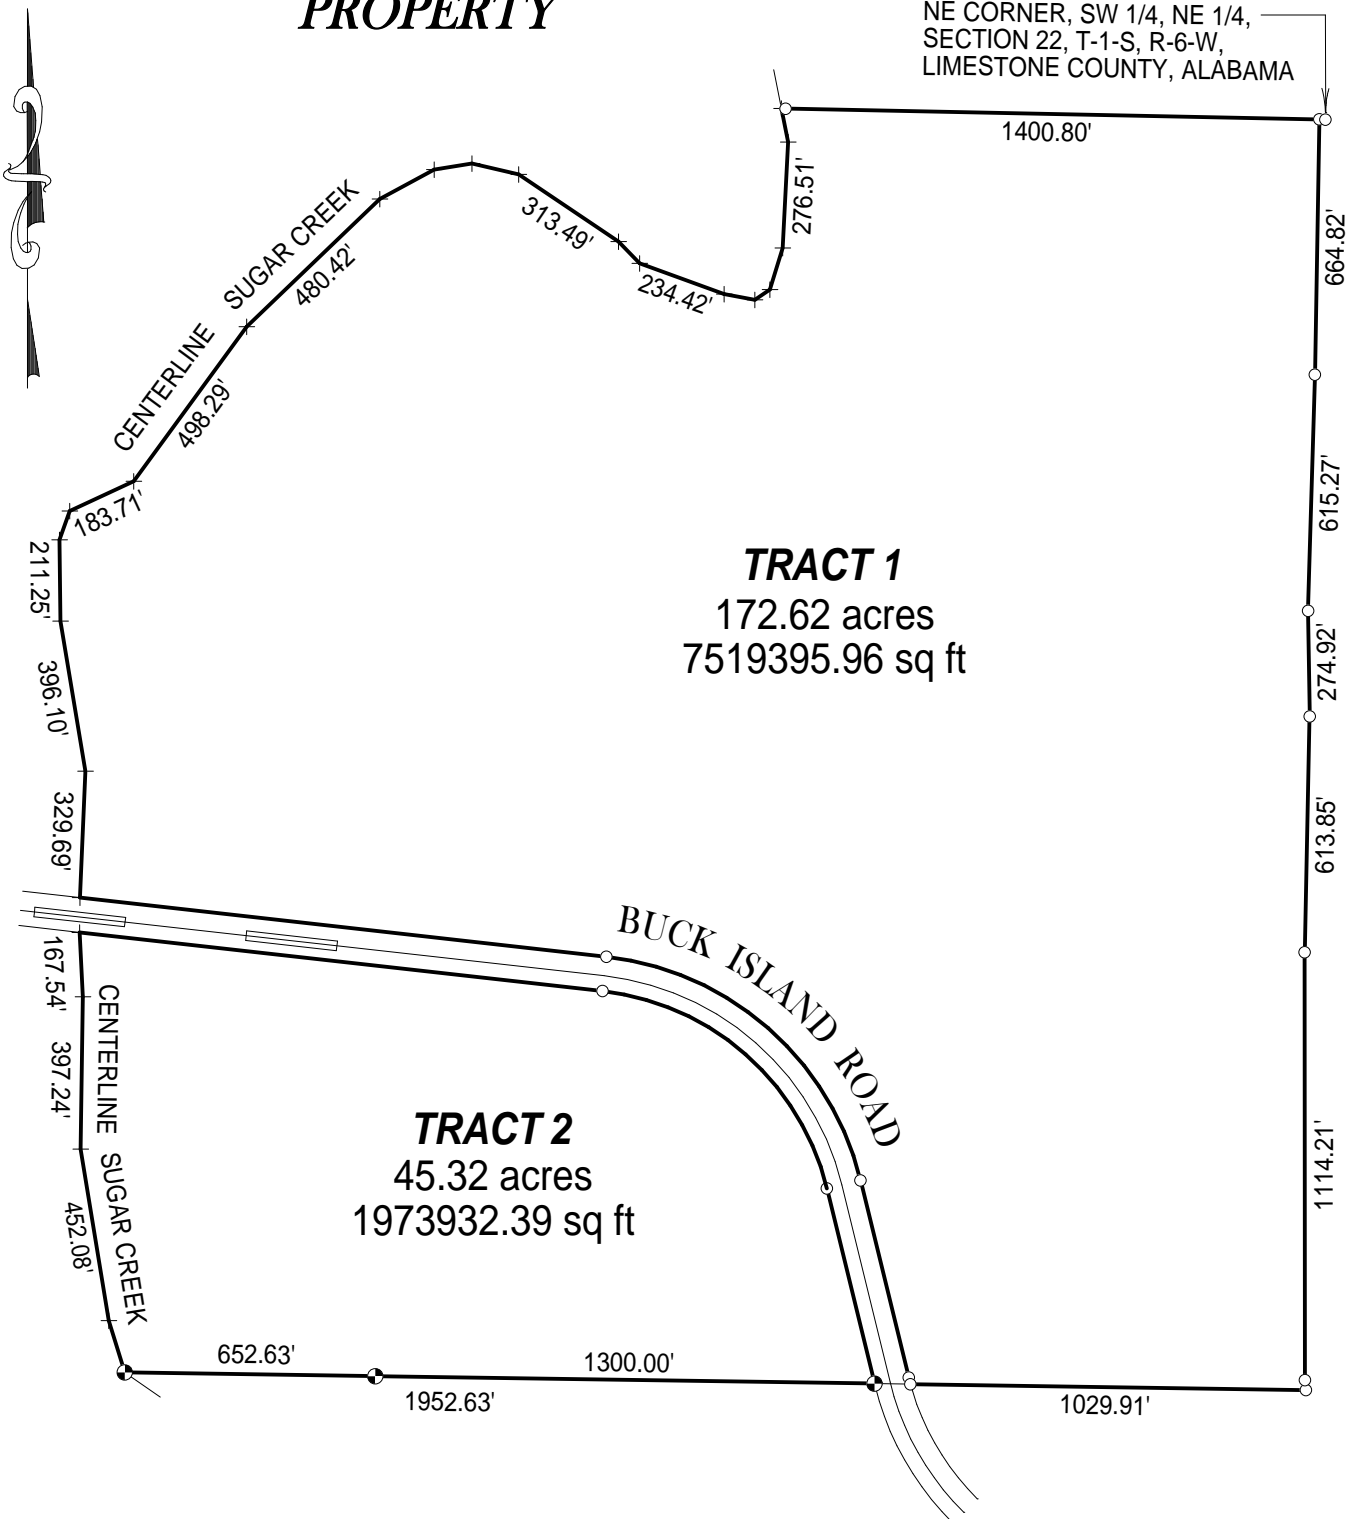 PROPERTY
NE CORNER, SW 1/4, NE 1/4,
SECTION 22, T-1-S, R-6-W,
LIMESTONE COUNTY, ALABAMA
1400.80'
276.51'
313.49'
234.42'
SUGAR CREEK
480.42'
CENTERLINE
498.29'
183.71'
211.25'
396.10'
329.69'
664.82'
615.27'
274.92'
613.85'
1114.21'
TRACT 1
172.62 acres
7519395.96 sq ft
BUCK ISLAND ROAD
167.54'
397.24'
452.08'
CENTERLINE SUGAR CREEK
TRACT 2
45.32 acres
1973932.39 sq ft
652.63'
1300.00'
1952.63'
1029.91'